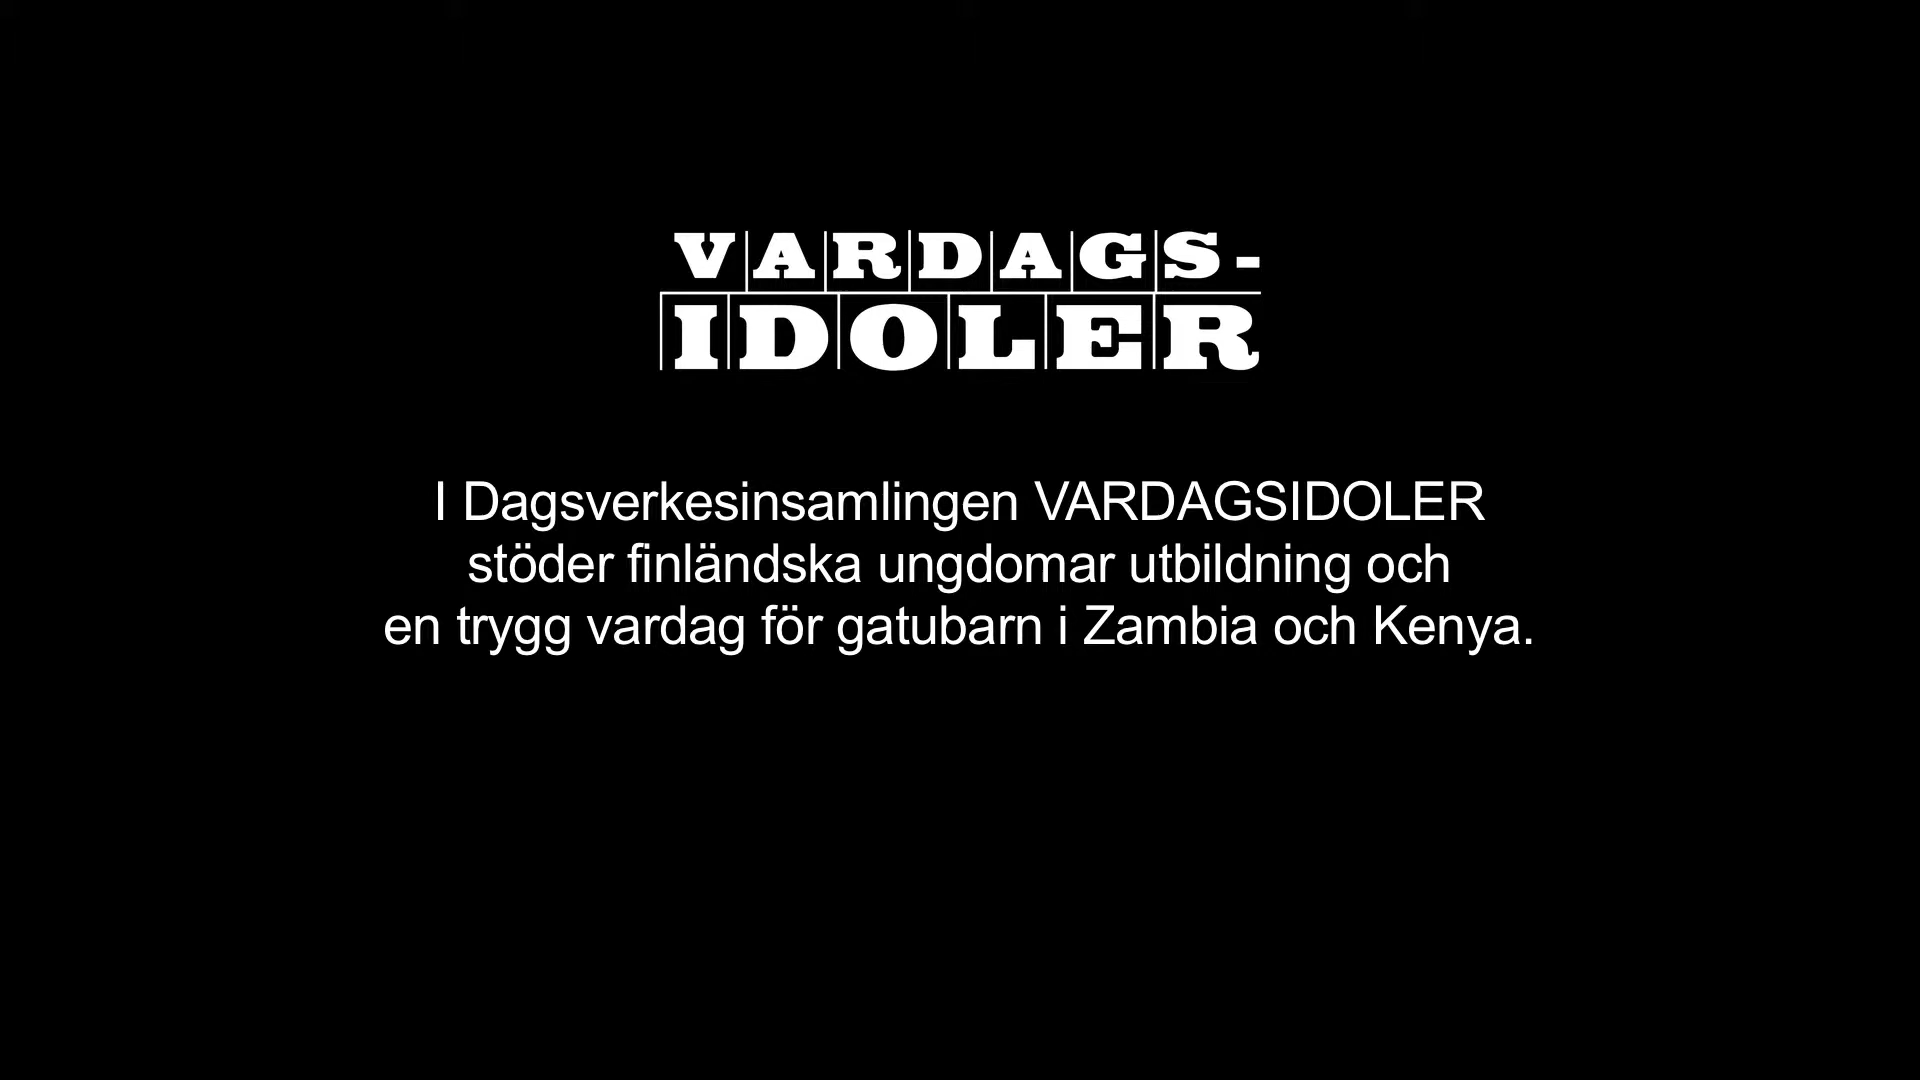 VARDAGS-
IDOLER
I Dagsverkesinsamlingen VARDAGSIDOLER
stöder finländska ungdomar utbildning och
en trygg vardag för gatubarn i Zambia och Kenya.